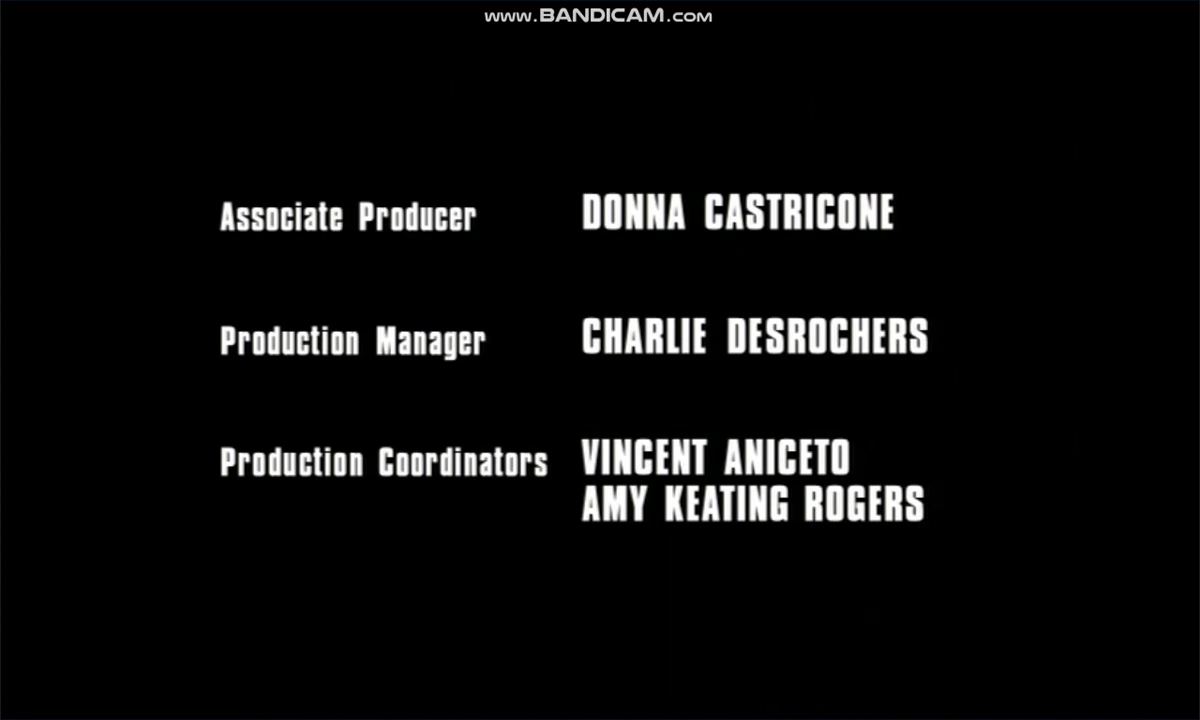 www.BANDICAM.com
Associate Producer DONNA CASTRICONE
Production Manager CHARLIE DESROCHERS
Production Coordinators VINCENT ANICETO
AMY KEATING ROGERS